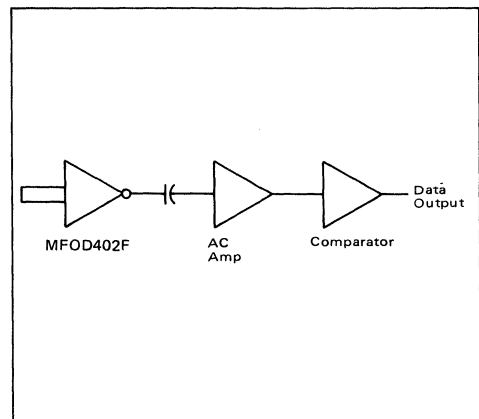 MFOD402F
AC
Amp
Comparator
Data
Output